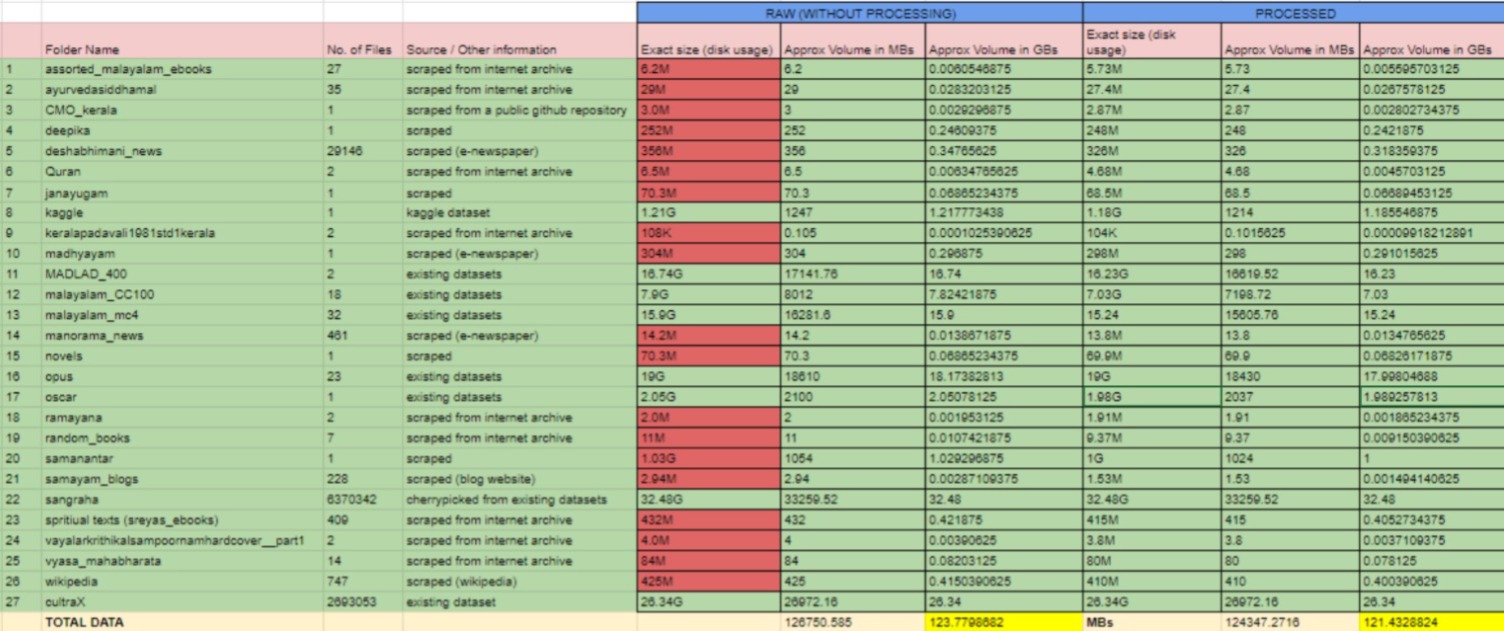 RAW (WITHOUT PROCESSING) PROCESSED
Folder Name No. of Files Source / Other information Exact size (disk usage) Approx Volume in MBs Approx Volume in GBs Exact size (disk usage) Approx Volume in MBs Approx Volume in GBs
1 assorted_malayalam_ebooks 27 scraped from internet archive 6.2M 6.2 0.0060546875 5.73M 5.73 0.005595703125
2 ayurvedasiddhamal 35 scraped from internet archive 29M 29 0.0283203125 27.4M 27.4 0.0267578125
3 CMO_kerala 1 scraped from a public github repository 3.0M 3 0.0029296875 2.87M 2.87 0.002802734375
4 deepika 1 scraped 252M 252 0.24609375 248M 248 0.2421875
5 deshabhimani_news 29146 scraped (e-newspaper) 356M 356 0.34765625 326M 326 0.318359375
6 Quran 2 scraped from internet archive 6.5M 6.5 0.00634765625 4.68M 4.68 0.0045703125
7 janayugam 1 scraped 70.3M 70.3 0.06865234375 68.5M 68.5 0.06689453125
8 kaggle 1 kaggle dataset 1.21G 1247 1.217773438 1.18G 1214 1.185546875
9 keralapadavali1981std1kerala 2 scraped from internet archive 108K 0.105 0.0001025390625 104K 0.1015625 0.00009918212891
10 madhyayam 1 scraped (e-newspaper) 304M 304 0.296875 298M 298 0.291015625
11 MADLAD_400 2 existing datasets 16.74G 17141.76 16.74 16.23G 16619.52 16.23
12 malayalam_CC100 18 existing datasets 7.9G 8012 7.82421875 7.03G 7198.72 7.03
13 malayalam_mc4 32 existing datasets 15.9G 16281.6 15.9 15.24 15605.76 15.24
14 manorama_news 461 scraped (e-newspaper) 14.2M 14.2 0.0138671875 13.8M 13.8 0.0134765625
15 novels 1 scraped 70.3M 70.3 0.06865234375 69.9M 69.9 0.06826171875
16 opus 23 existing datasets 19G 18610 18.17382813 19G 18430 17.99804688
17 oscar 1 existing datasets 2.05G 2100 2.05078125 1.98G 2037 1.989257813
18 ramayana 2 scraped from internet archive 2.0M 2 0.001953125 1.91M 1.91 0.001865234375
19 random_books 7 scraped from internet archive 11M 11 0.0107421875 9.37M 9.37 0.009150390625
20 samanantar 1 scraped 1.03G 1054 1.029296875 1G 1024 1
21 samayam_blogs 228 scraped (blog website) 2.94M 2.94 0.00287109375 1.53M 1.53 0.001494140625
22 sangraha 6370342 cherrypicked from existing datasets 32.48G 33259.52 32.48 32.48G 33259.52 32.48
23 spritiual texts (sreyas_ebooks) 409 scraped from internet archive 432M 432 0.421875 415M 415 0.4052734375
24 vayalarkrithikalsampoornamhardcover__part1 2 scraped from internet archive 4.0M 4 0.00390625 3.8M 3.8 0.0037109375
25 vyasa_mahabharata 14 scraped from internet archive 84M 84 0.08203125 80M 80 0.078125
26 wikipedia 747 scraped (wikipedia) 425M 425 0.4150390625 410M 410 0.400390625
27 cultraX 2693053 existing dataset 26.34G 26972.16 26.34 26.34G 26972.16 26.34
TOTAL DATA 126750.585 123.7798682 MBs 124347.2716 121.4328824